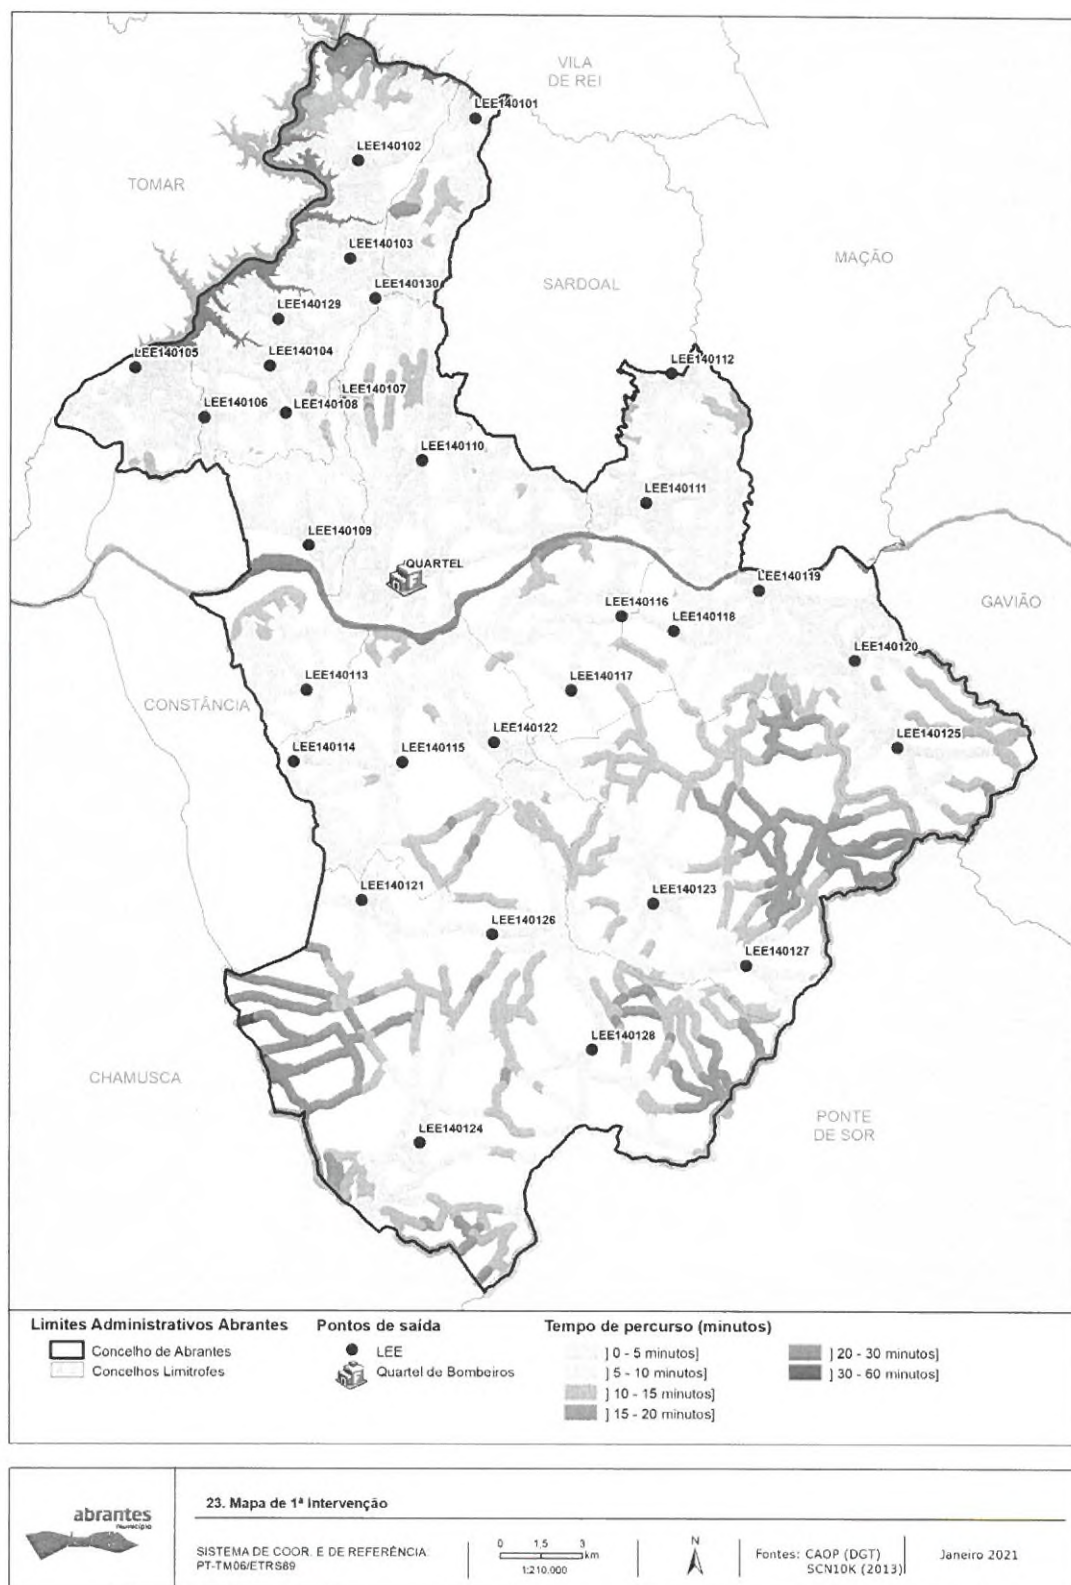 VILA
DE REI
LEE140101
LEE140102
TOMAR
LEE140103
MAÇÃO
SARDOAL
LEE140130
LEE140129
LEE140105
LEE140104
LEE140112
LEE140107
LEE140106
LEE140108
LEE140110
LEE140111
LEE140109
QUARTEL
LEE140119
GAVIÃO
LEE140116
LEE140118
LEE140120
LEE140113
LEE140117
CONSTÂNCIA
LEE140122
LEE140125
LEE140114
LEE140115
LEE140121
LEE140123
LEE140126
LEE140127
LEE140128
CHAMUSCA
PONTE
DE SOR
LEE140124
Limites Administrativos Abrantes
Concelho de Abrantes
Concelhos Limitrofes
Pontos de saída
LEE
Quartel de Bombeiros
Tempo de percurso (minutos)
] 0 - 5 minutos]
] 5 - 10 minutos]
] 10 - 15 minutos]
] 15 - 20 minutos]
] 20 - 30 minutos]
] 30 - 60 minutos]
abrantes
município
23. Mapa de 1ª Intervenção
SISTEMA DE COOR. E DE REFERÊNCIA
PT-TM06/ETRS89
0 1,5 3
km
1:210.000
N
Fontes: CAOP (DGT)
SCN10K (2013)
Janeiro 2021